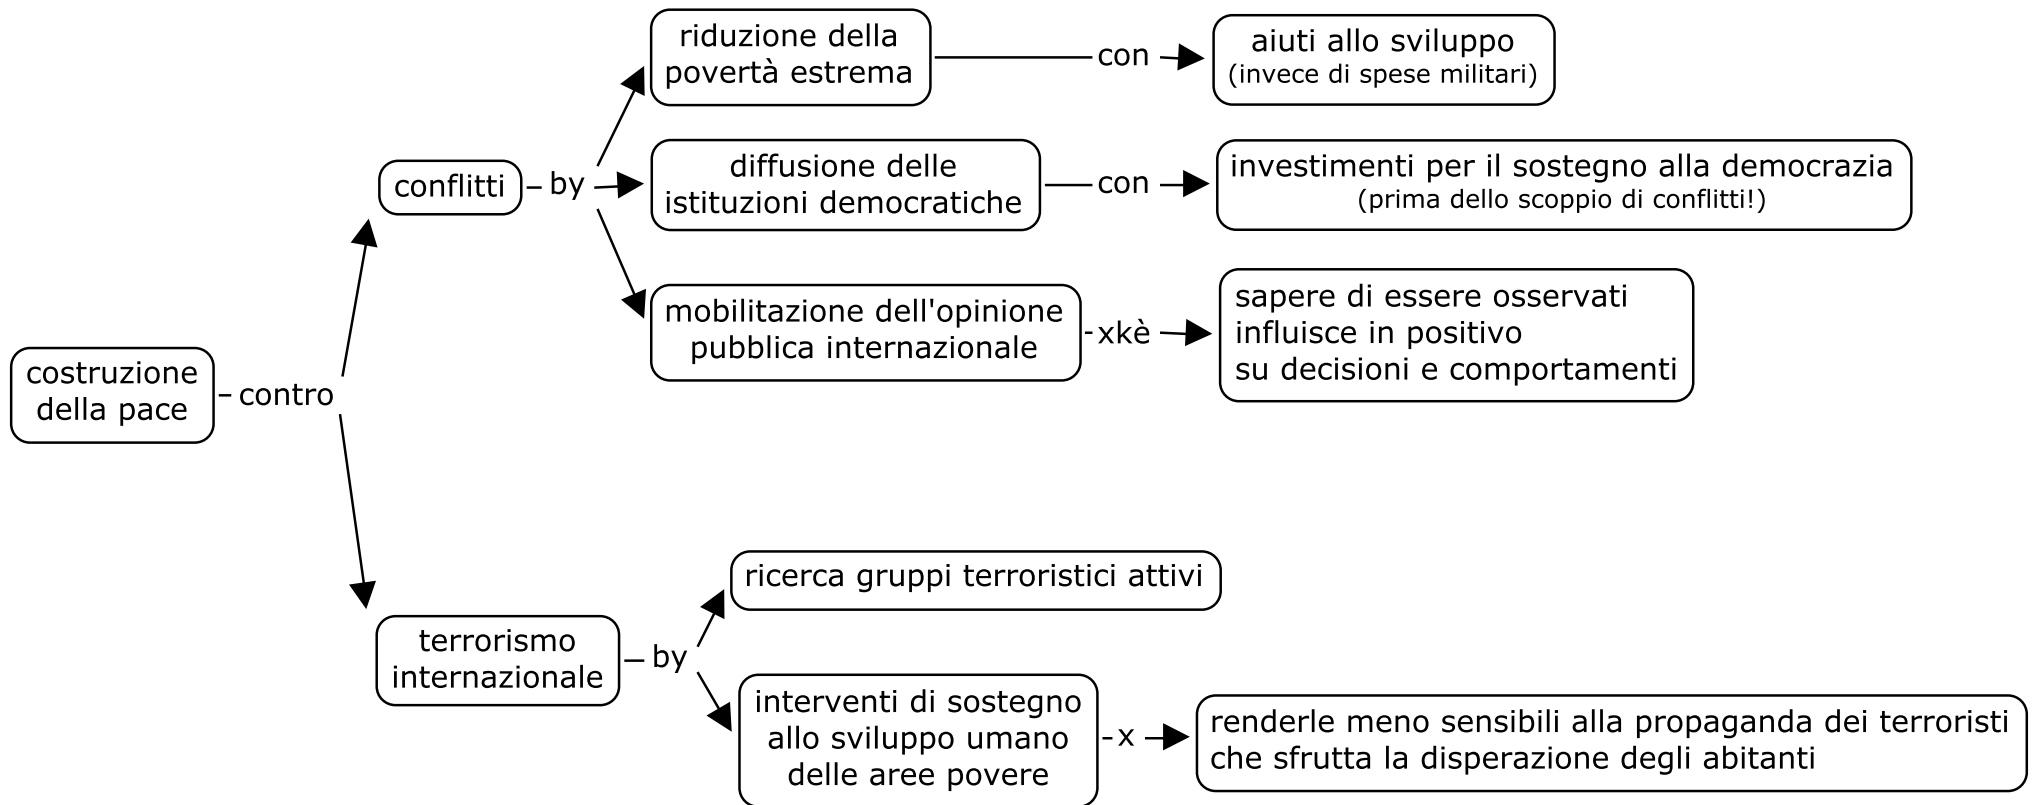 costruzione
della pace
contro
conflitti
by
riduzione della
povertà estrema
con
aiuti allo sviluppo
(invece di spese militari)
diffusione delle
istituzioni democratiche
con
investimenti per il sostegno alla democrazia
(prima dello scoppio di conflitti!)
mobilitazione dell'opinione
pubblica internazionale
xkè
sapere di essere osservati
influisce in positivo
su decisioni e comportamenti
terrorismo
internazionale
by
ricerca gruppi terroristici attivi
interventi di sostegno
allo sviluppo umano
delle aree povere
x
renderle meno sensibili alla propaganda dei terroristi
che sfrutta la disperazione degli abitanti